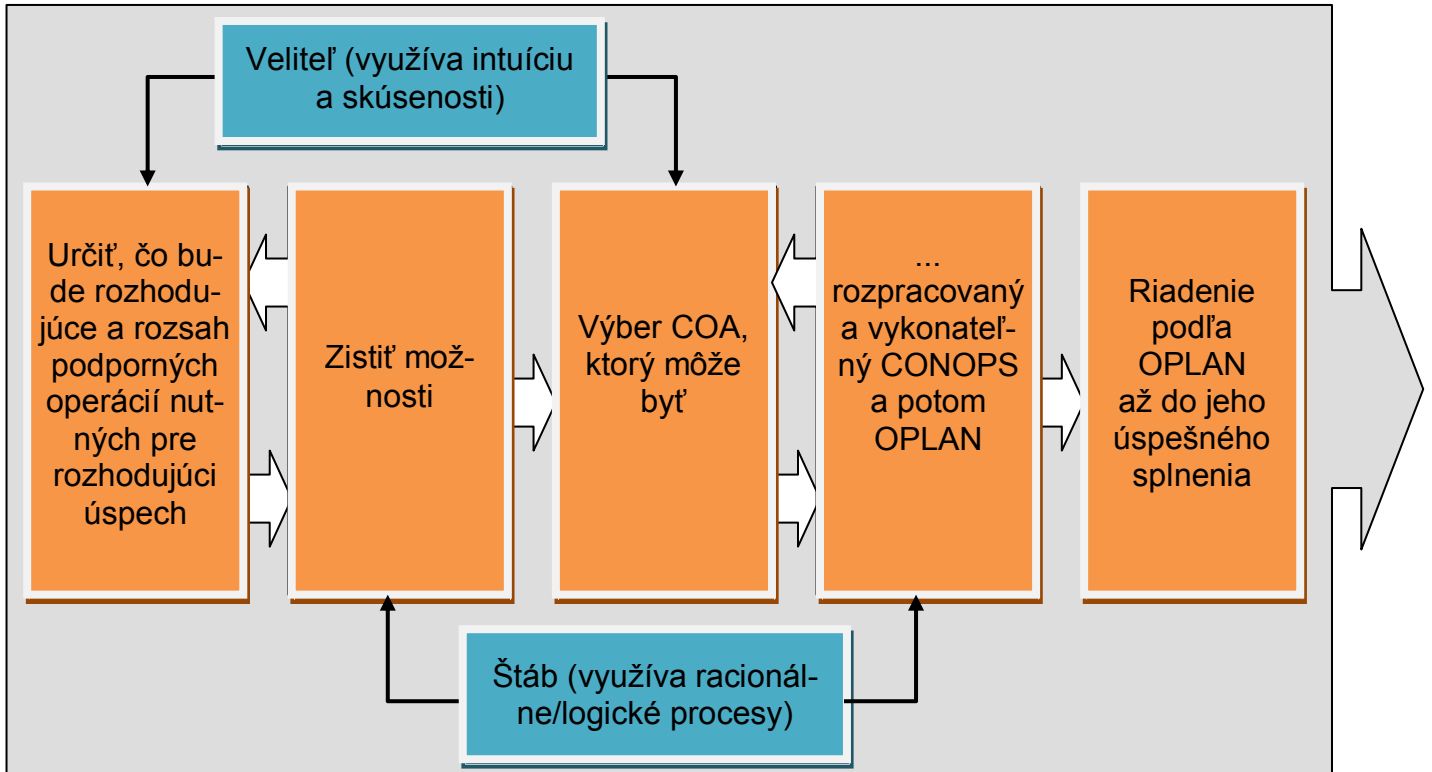 Veliteľ (využíva intuíciu
a skúsenosti)
Určiť, čo bu-
de rozhodu-
júce a rozsah
podporných
operácií nut-
ných pre
rozhodujúci
úspech
Zistiť mož-
nosti
Výber COA,
ktorý môže
byť
...
rozpracovaný
a vykonateľ-
ný CONOPS
a potom
OPLAN
Riadenie
podľa
OPLAN
až do jeho
úspešného
splnenia
Štáb (využíva racionál-
ne/logické procesy)